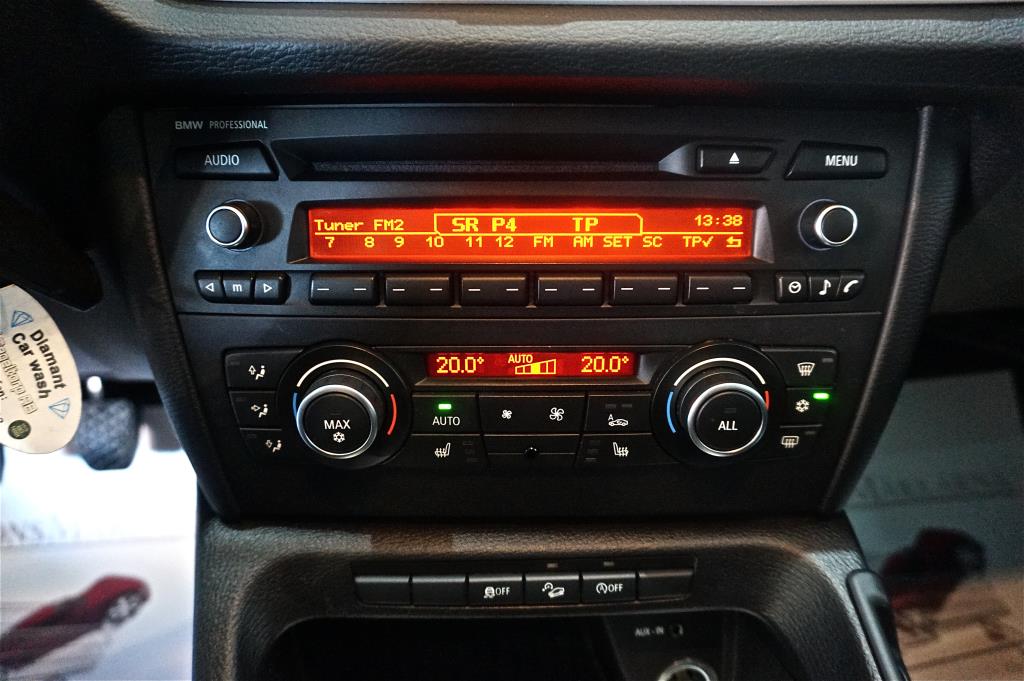 BMW PROFESSIONAL
AUDIO
MENU
Tuner FM2 SR P4 TP 13:38
7 8 9 10 11 12 FM AM SET SC TP✓
m
Diamant
Car wash
20.0° AUTO 20.0°
MAX
AUTO
A
ALL
OFF
OFF
AUX-IN